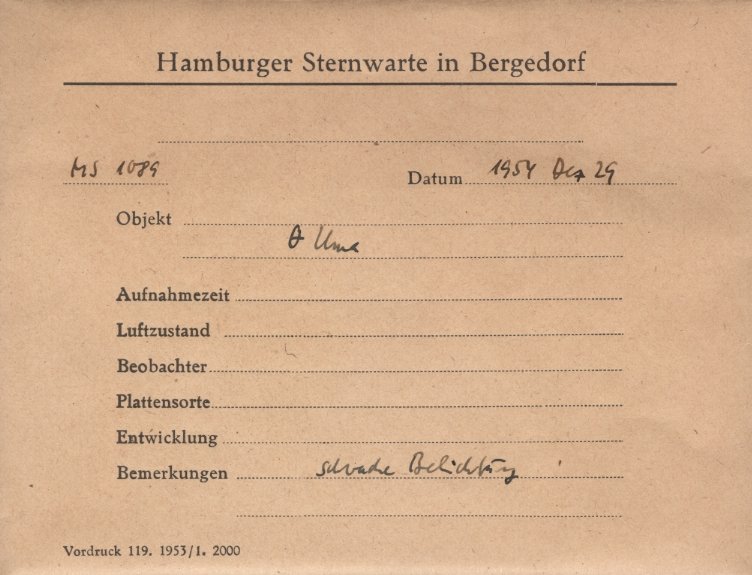 Hamburger Sternwarte in Bergedorf
MS 1089
Datum 1954 Dez 29
Objekt
θ Uma
Aufnahmezeit
Luftzustand
Beobachter
Plattensorte
Entwicklung
Bemerkungen schwache Belichtung
Vordruck 119. 1953/1. 2000